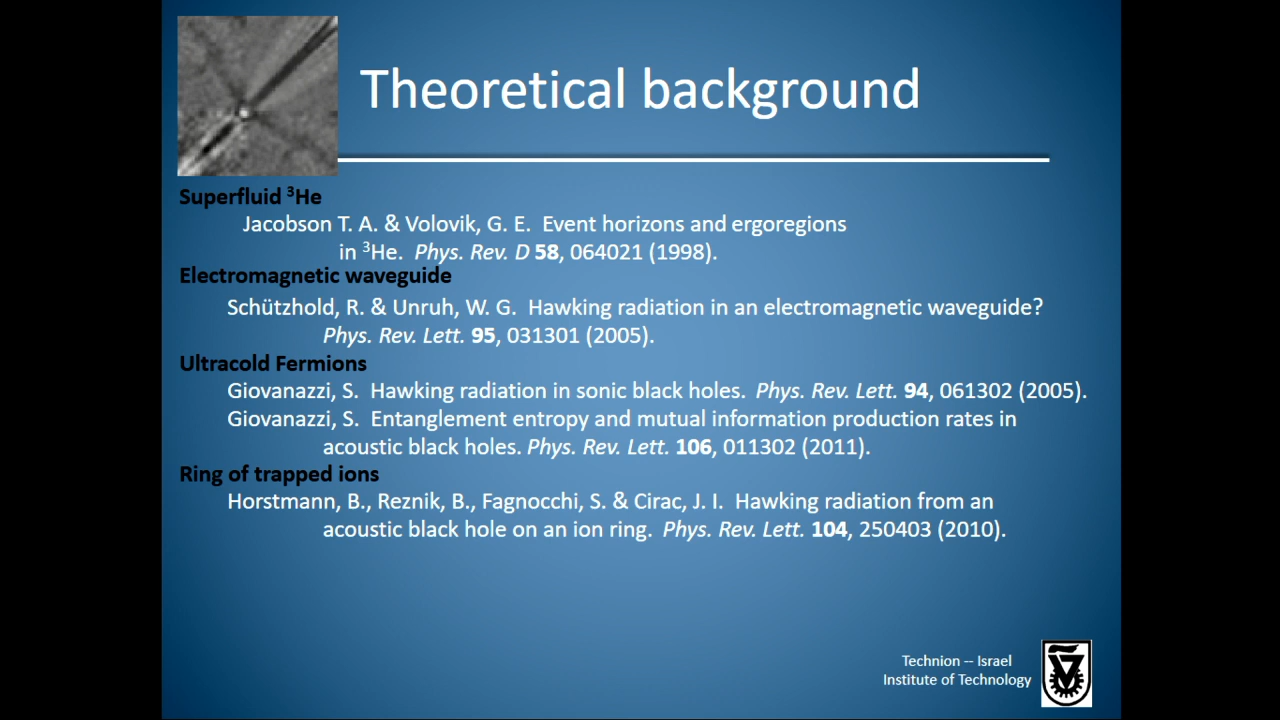 Theoretical background
Superfluid ³He
Jacobson T. A. & Volovik, G. E.  Event horizons and ergoregions
in ³He.  Phys. Rev. D 58, 064021 (1998).
Electromagnetic waveguide
Schützhold, R. & Unruh, W. G.  Hawking radiation in an electromagnetic waveguide?
Phys. Rev. Lett. 95, 031301 (2005).
Ultracold Fermions
Giovanazzi, S.  Hawking radiation in sonic black holes.  Phys. Rev. Lett. 94, 061302 (2005).
Giovanazzi, S.  Entanglement entropy and mutual information production rates in
acoustic black holes. Phys. Rev. Lett. 106, 011302 (2011).
Ring of trapped ions
Horstmann, B., Reznik, B., Fagnocchi, S. & Cirac, J. I.  Hawking radiation from an
acoustic black hole on an ion ring.  Phys. Rev. Lett. 104, 250403 (2010).
Technion -- Israel
Institute of Technology